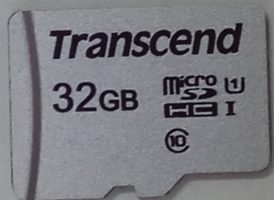 Transcend
32GB
micro
SD
HC I
U1
10